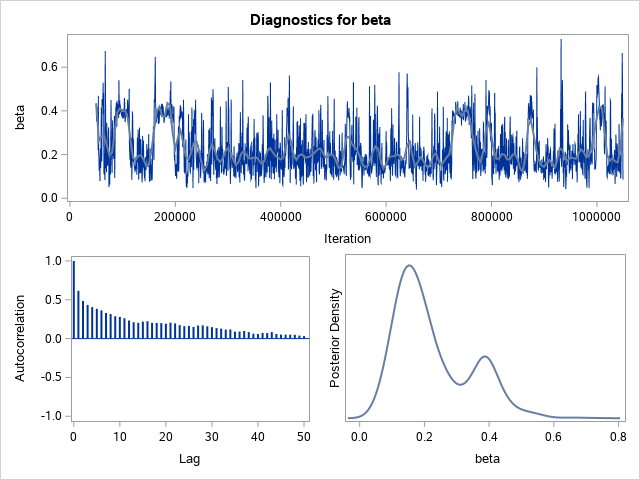 Diagnostics for beta
beta
0.6
0.4
0.2
0.0
0 200000 400000 600000 800000 1000000
Iteration
Autocorrelation
1.0
0.5
0.0
-0.5
-1.0
0 10 20 30 40 50
Lag
Posterior Density
0.0 0.2 0.4 0.6 0.8
beta